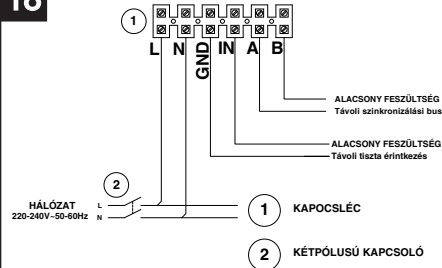 16
1
L N GND IN A B
ALACSONY FESZÜLTSÉG
Távoli szinkronizálási bus
ALACSONY FESZÜLTSÉG
Távoli tiszta érintkezés
2
HÁLÓZAT
220-240V~50-60Hz
L
N
1 KAPOCSLÉC
2 KÉTPÓLUSÚ KAPCSOLÓ